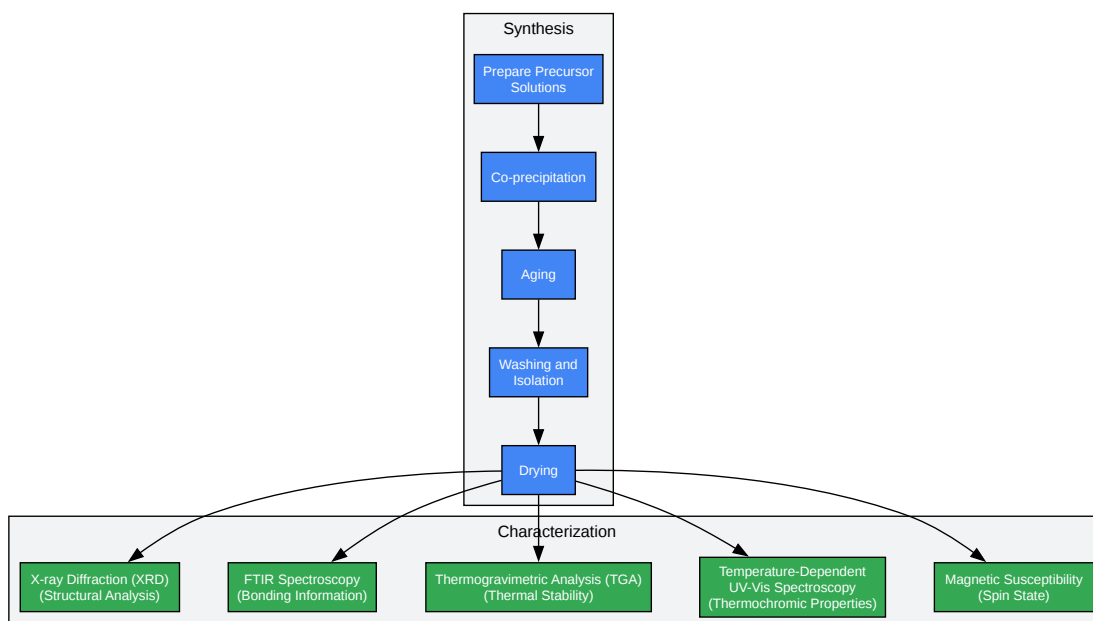 Synthesis
Prepare Precursor
Solutions
Co-precipitation
Aging
Washing and
Isolation
Drying
Characterization
X-ray Diffraction (XRD)
(Structural Analysis)
FTIR Spectroscopy
(Bonding Information)
Thermogravimetric Analysis (TGA)
(Thermal Stability)
Temperature-Dependent
UV-Vis Spectroscopy
(Thermochromic Properties)
Magnetic Susceptibility
(Spin State)